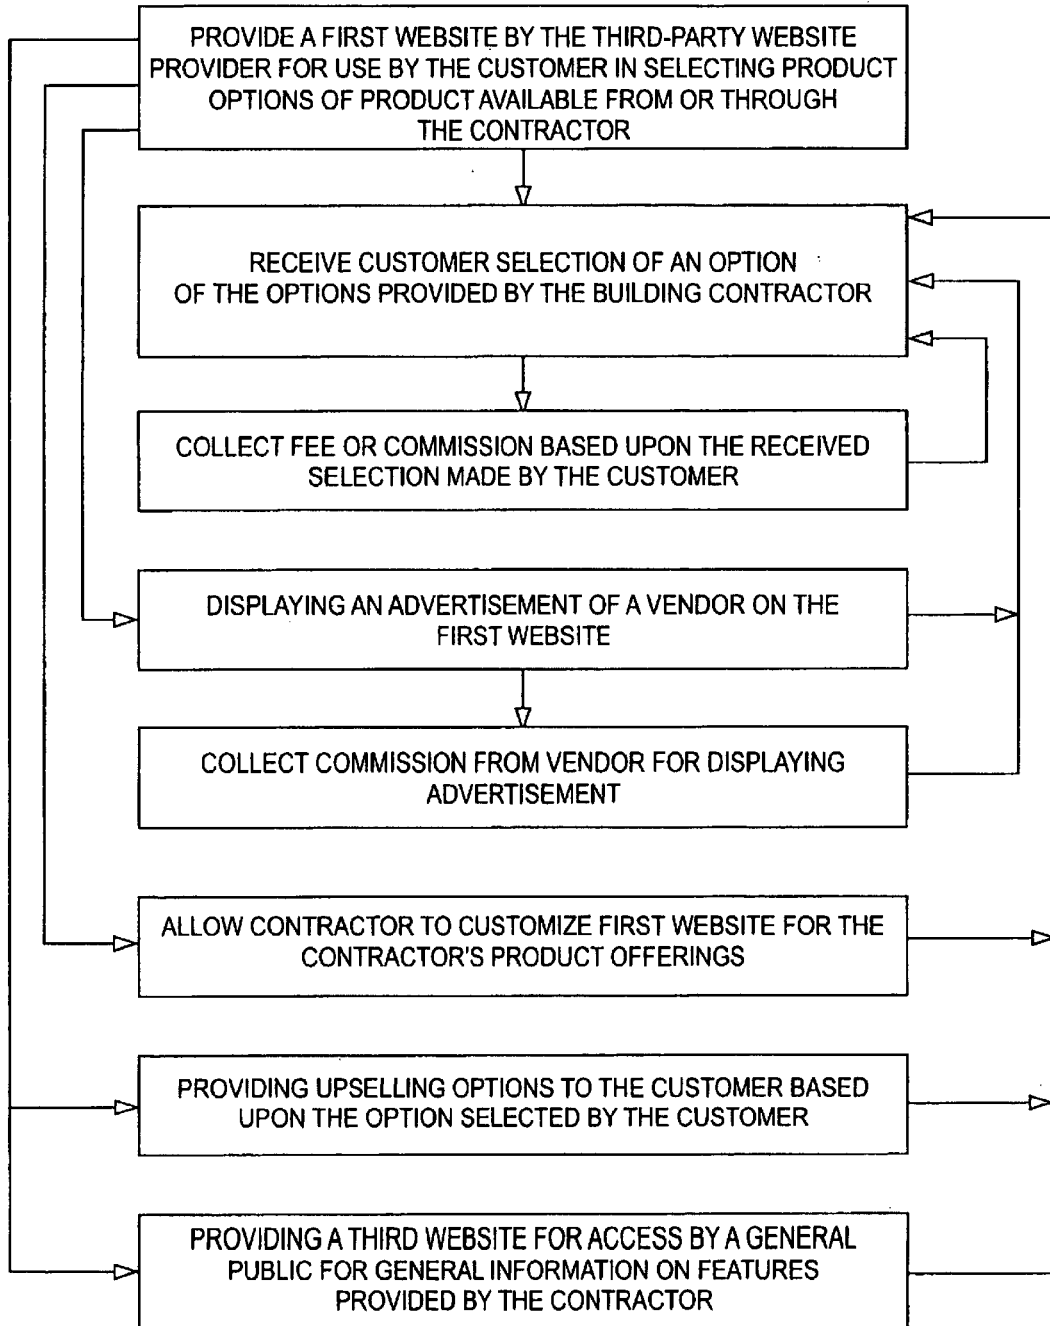 PROVIDE A FIRST WEBSITE BY THE THIRD-PARTY WEBSITE
PROVIDER FOR USE BY THE CUSTOMER IN SELECTING PRODUCT
OPTIONS OF PRODUCT AVAILABLE FROM OR THROUGH
THE CONTRACTOR
RECEIVE CUSTOMER SELECTION OF AN OPTION
OF THE OPTIONS PROVIDED BY THE BUILDING CONTRACTOR
COLLECT FEE OR COMMISSION BASED UPON THE RECEIVED
SELECTION MADE BY THE CUSTOMER
DISPLAYING AN ADVERTISEMENT OF A VENDOR ON THE
FIRST WEBSITE
COLLECT COMMISSION FROM VENDOR FOR DISPLAYING
ADVERTISEMENT
ALLOW CONTRACTOR TO CUSTOMIZE FIRST WEBSITE FOR THE
CONTRACTOR'S PRODUCT OFFERINGS
PROVIDING UPSELLING OPTIONS TO THE CUSTOMER BASED
UPON THE OPTION SELECTED BY THE CUSTOMER
PROVIDING A THIRD WEBSITE FOR ACCESS BY A GENERAL
PUBLIC FOR GENERAL INFORMATION ON FEATURES
PROVIDED BY THE CONTRACTOR